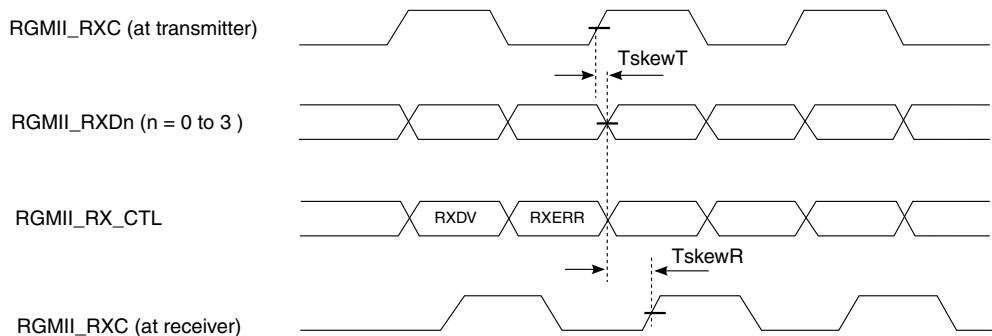 RGMII_RXC (at transmitter)
TskewT
RGMII_RXDn (n = 0 to 3 )
RGMII_RX_CTL
RXDV
RXERR
TskewR
RGMII_RXC (at receiver)